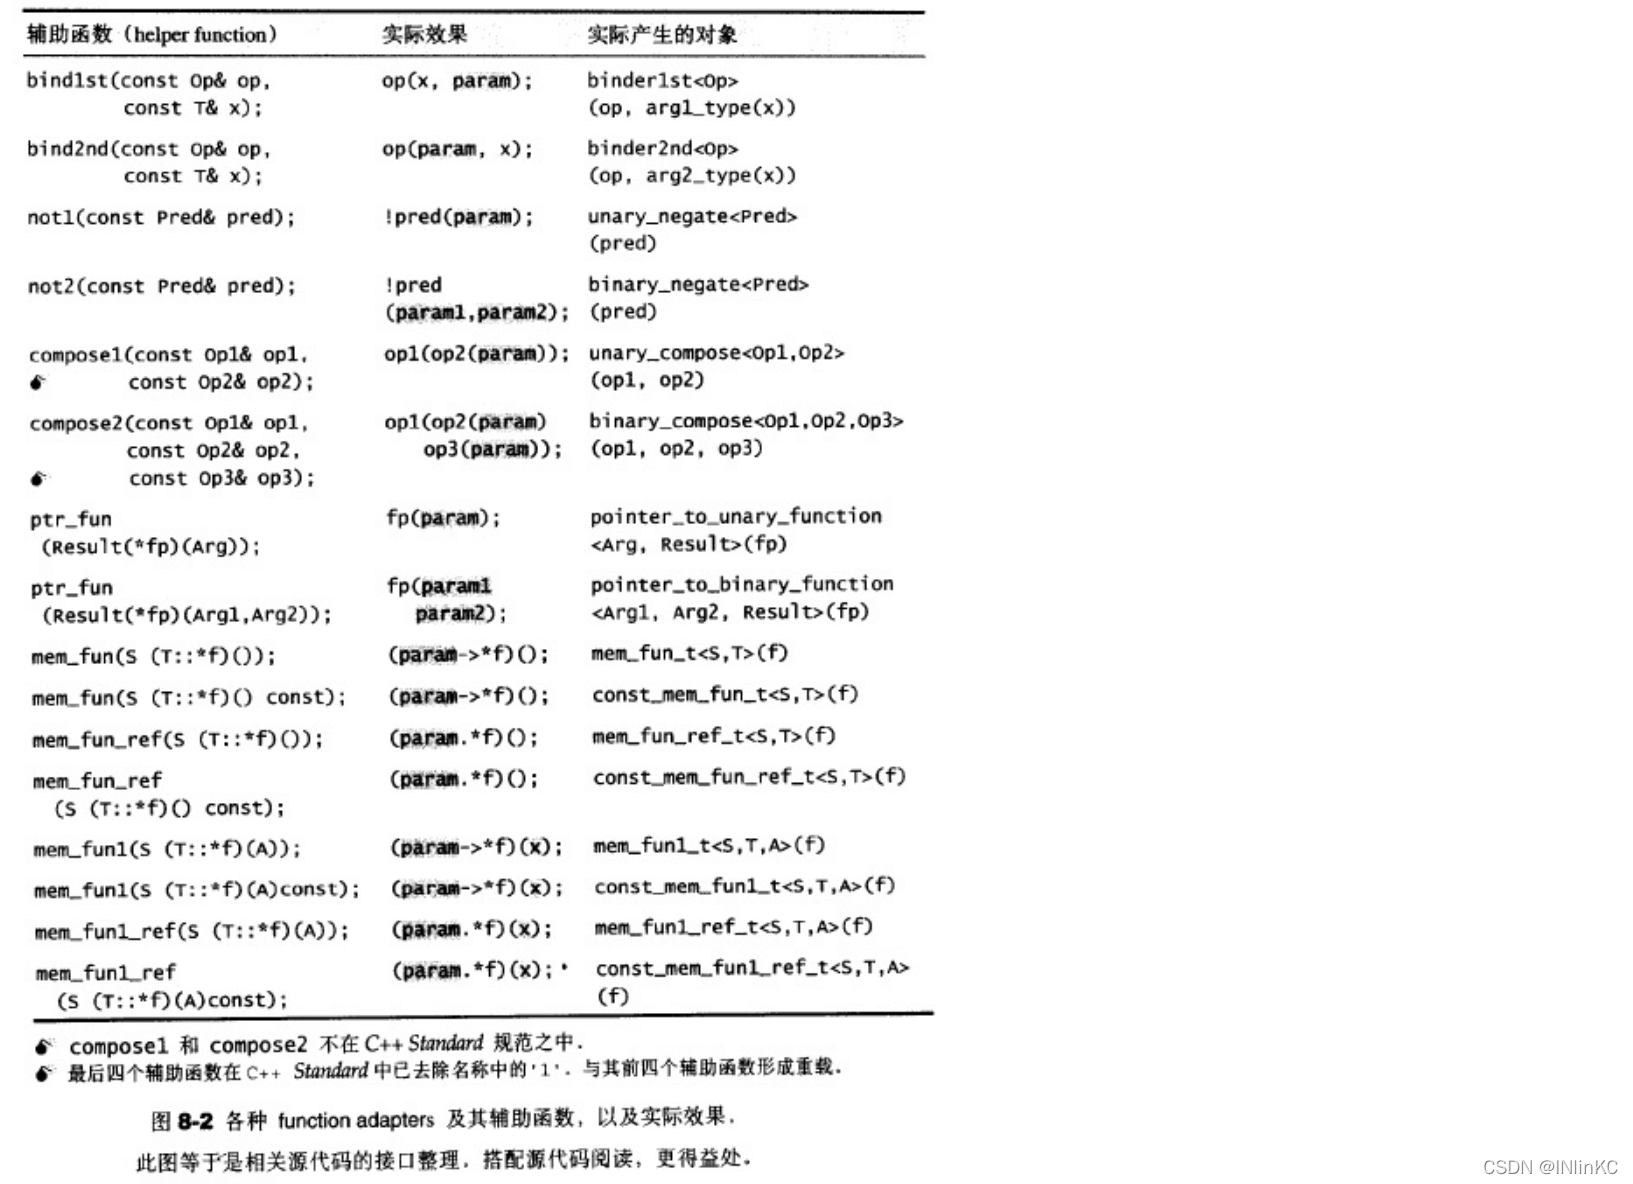 辅助函数（helper function） 实际效果 实际产生的对象
bind1st(const Op& op, op(x, param); binder1st<Op>
const T& x); (op, arg1_type(x))
bind2nd(const Op& op, op(param, x); binder2nd<Op>
const T& x); (op, arg2_type(x))
not1(const Pred& pred); !pred(param); unary_negate<Pred>
(pred)
not2(const Pred& pred); !pred binary_negate<Pred>
(param1,param2); (pred)
compose1(const Op1& op1, op1(op2(param)); unary_compose<Op1,Op2>
const Op2& op2); (op1, op2)
compose2(const Op1& op1, op1(op2(param) binary_compose<Op1,Op2,Op3>
const Op2& op2, op3(param)); (op1, op2, op3)
const Op3& op3);
ptr_fun fp(param); pointer_to_unary_function
(Result(*fp)(Arg)); <Arg, Result>(fp)
ptr_fun fp(param1 pointer_to_binary_function
(Result(*fp)(Arg1,Arg2)); param2); <Arg1, Arg2, Result>(fp)
mem_fun(S (T::*f)()); (param->*f)(); mem_fun_t<S,T>(f)
mem_fun(S (T::*f)() const); (param->*f)(); const_mem_fun_t<S,T>(f)
mem_fun_ref(S (T::*f)()); (param.*f)(); mem_fun_ref_t<S,T>(f)
mem_fun_ref (param.*f)(); const_mem_fun_ref_t<S,T>(f)
(S (T::*f)() const);
mem_fun1(S (T::*f)(A)); (param->*f)(x); mem_fun1_t<S,T,A>(f)
mem_fun1(S (T::*f)(A)const); (param->*f)(x); const_mem_fun1_t<S,T,A>(f)
mem_fun1_ref(S (T::*f)(A)); (param.*f)(x); mem_fun1_ref_t<S,T,A>(f)
mem_fun1_ref (param.*f)(x); const_mem_fun1_ref_t<S,T,A>
(S (T::*f)(A)const); (f)
compose1 和 compose2 不在 C++ Standard 规范之中.
最后四个辅助函数在 C++ Standard 中已去除名称中的'1'. 与其前四个辅助函数形成重载.
图 8-2 各种 function adapters 及其辅助函数，以及实际效果.
此图等于是相关源代码的接口整理，搭配源代码阅读，更得益处。
CSDN @INlinKC